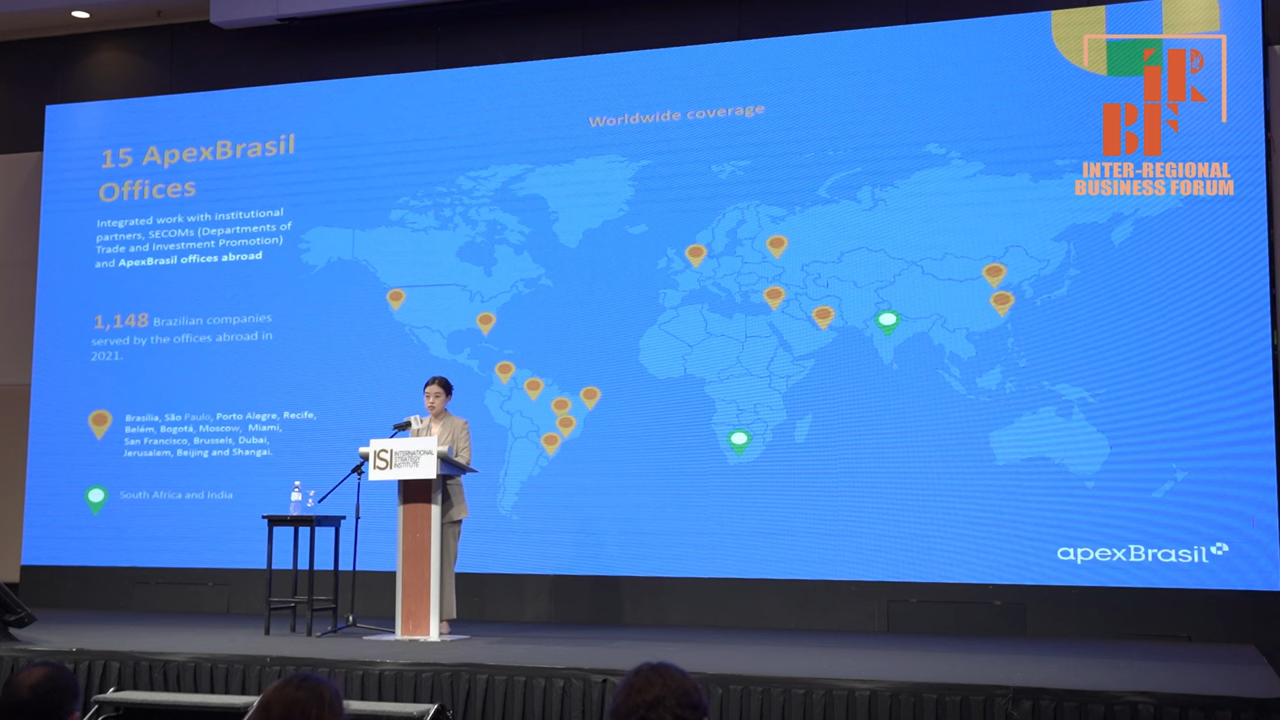 Worldwide coverage
15 ApexBrasil
Offices
Integrated work with institutional
partners, SECOMs (Departments of
Trade and Investment Promotion)
and ApexBrasil offices abroad
1,148 Brazilian companies
served by the offices abroad in
2021.
Brasília, São Paulo, Porto Alegre, Recife,
Belém, Bogotá, Moscow, Miami,
San Francisco, Brussels, Dubai,
Jerusalem, Beijing and Shangai.
South Africa and India
apexBrasil
ISI INTERNATIONAL
STRATEGY
INSTITUTE
iR
BF
INTER-REGIONAL
BUSINESS FORUM